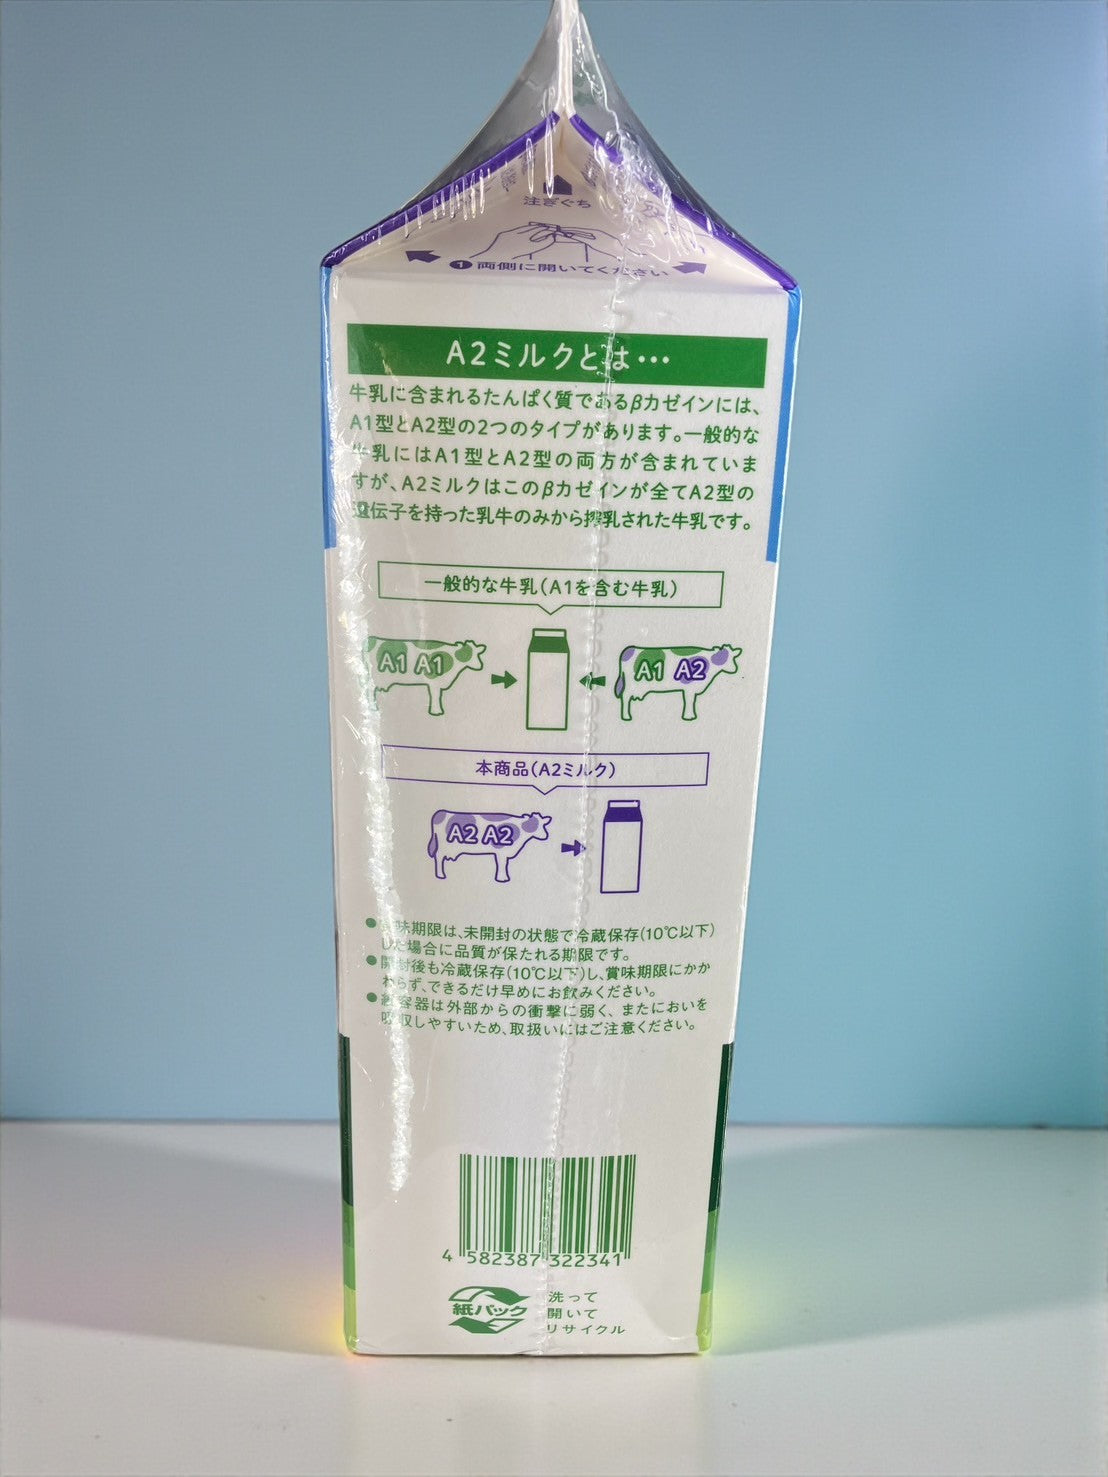 注ぎぐち
❶両側に開いてください
A2ミルクとは…
牛乳に含まれるたんぱく質であるβカゼインには、
A1型とA2型の2つのタイプがあります。一般的な
牛乳にはA1型とA2型の両方が含まれていま
すが、A2ミルクはこのβカゼインが全てA2型の
遺伝子を持った乳牛のみから搾乳された牛乳です。
一般的な牛乳(A1を含む牛乳)
A1 A1
A1 A2
本商品(A2ミルク)
A2 A2
●賞味期限は、未開封の状態で冷蔵保存(10℃以下)
した場合に品質が保たれる期限です。
●開封後も冷蔵保存(10℃以下)し、賞味期限にかか
わらず、できるだけ早めにお飲みください。
●紙容器は外部からの衝撃に弱く、またにおいを
吸収しやすいため、取扱いにはご注意ください。
4 582387 322341
紙パック
洗って
開いて
リサイクル